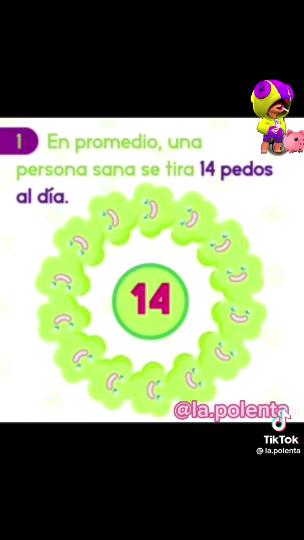 1 En promedio, una
persona sana se tira 14 pedos
al día.
14
@la.polenta
TikTok
@la.polenta